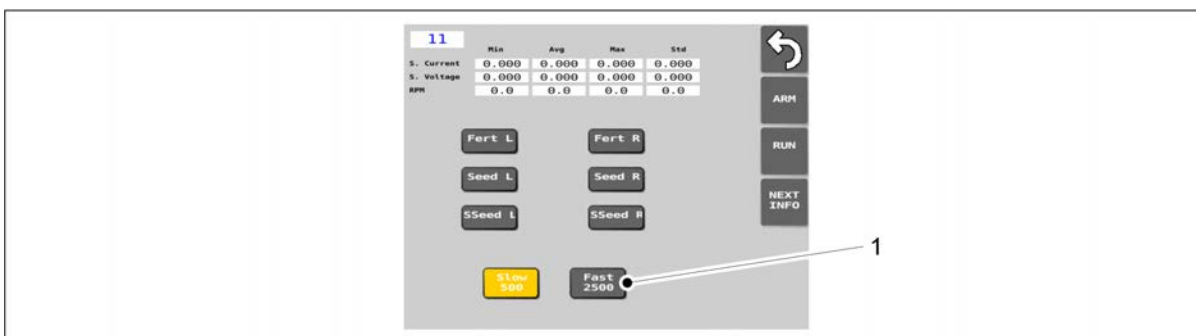 11
Min Avg Max Std
S. Current 0.000 0.000 0.000 0.000
S. Voltage 0.000 0.000 0.000 0.000
RPM 0.0 0.0 0.0 0.0
ARM
Fert L Fert R
RUN
Seed L Seed R
NEXT
INFO
SSeed L SSeed R
1
Slow
500
Fast
2500